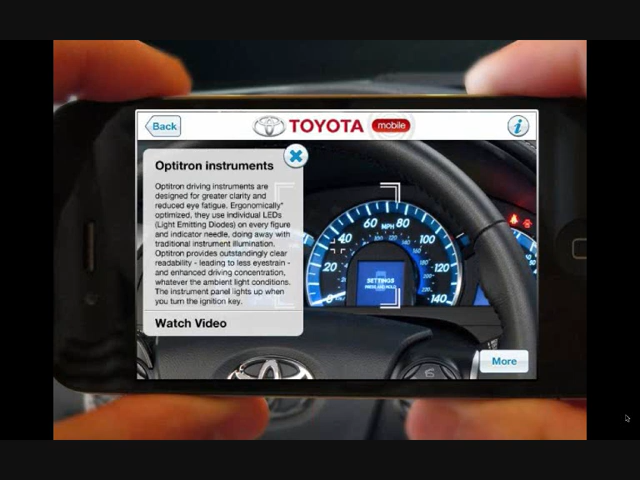 Back
TOYOTA mobile
i
Optitron instruments
Optitron driving instruments are
designed for greater clarity and
reduced eye fatigue. Ergonomically"
optimized, they use individual LEDs
(Light Emitting Diodes) on every figure
and indicator needle, doing away with
traditional instrument illumination.
Optitron provides outstandingly clear
readability - leading to less eyestrain -
and enhanced driving concentration,
whatever the ambient light conditions.
The instrument panel lights up when
you turn the ignition key.
Watch Video
20
40
60
MPH
80
100
120
140
SETTINGS
More